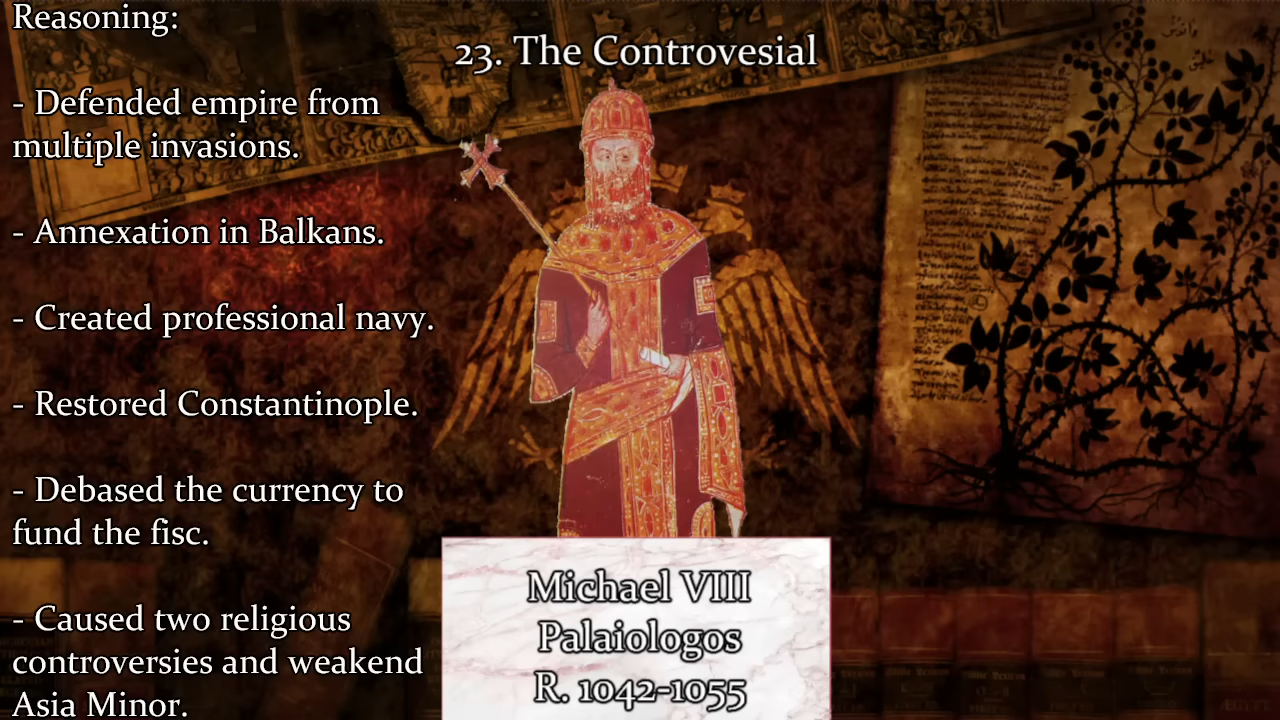 Reasoning:
23. The Controvesial
- Defended empire from
multiple invasions.
- Annexation in Balkans.
- Created professional navy.
- Restored Constantinople.
- Debased the currency to
fund the fisc.
- Caused two religious
controversies and weakend
Asia Minor.
Michael VIII
Palaiologos
R. 1042-1055